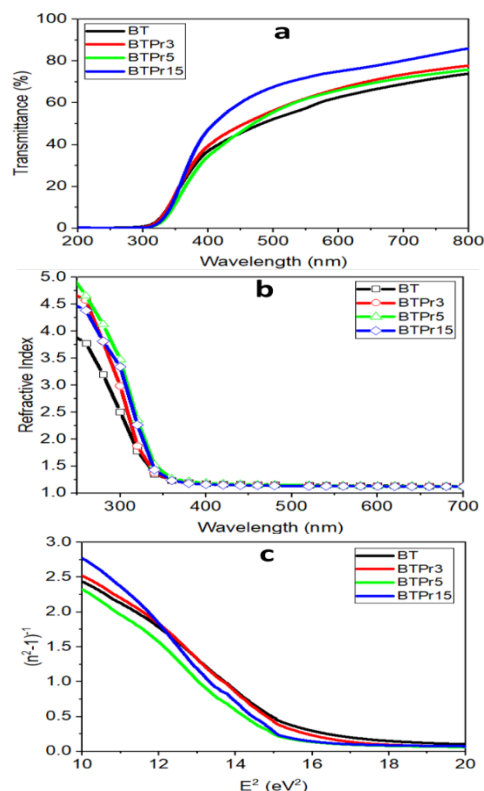 a
BT
BTPr3
BTPr5
BTPr15
Transmittance (%)
100
80
60
40
20
0
200 300 400 500 600 700 800
Wavelength (nm)
b
BT
BTPr3
BTPr5
BTPr15
Refractive Index
5.0
4.5
4.0
3.5
3.0
2.5
2.0
1.5
1.0
300 400 500 600 700
Wavelength (nm)
c
BT
BTPr3
BTPr5
BTPr15
(n²-1)⁻¹
3.0
2.5
2.0
1.5
1.0
0.5
0.0
10 12 14 16 18 20
E² (eV²)